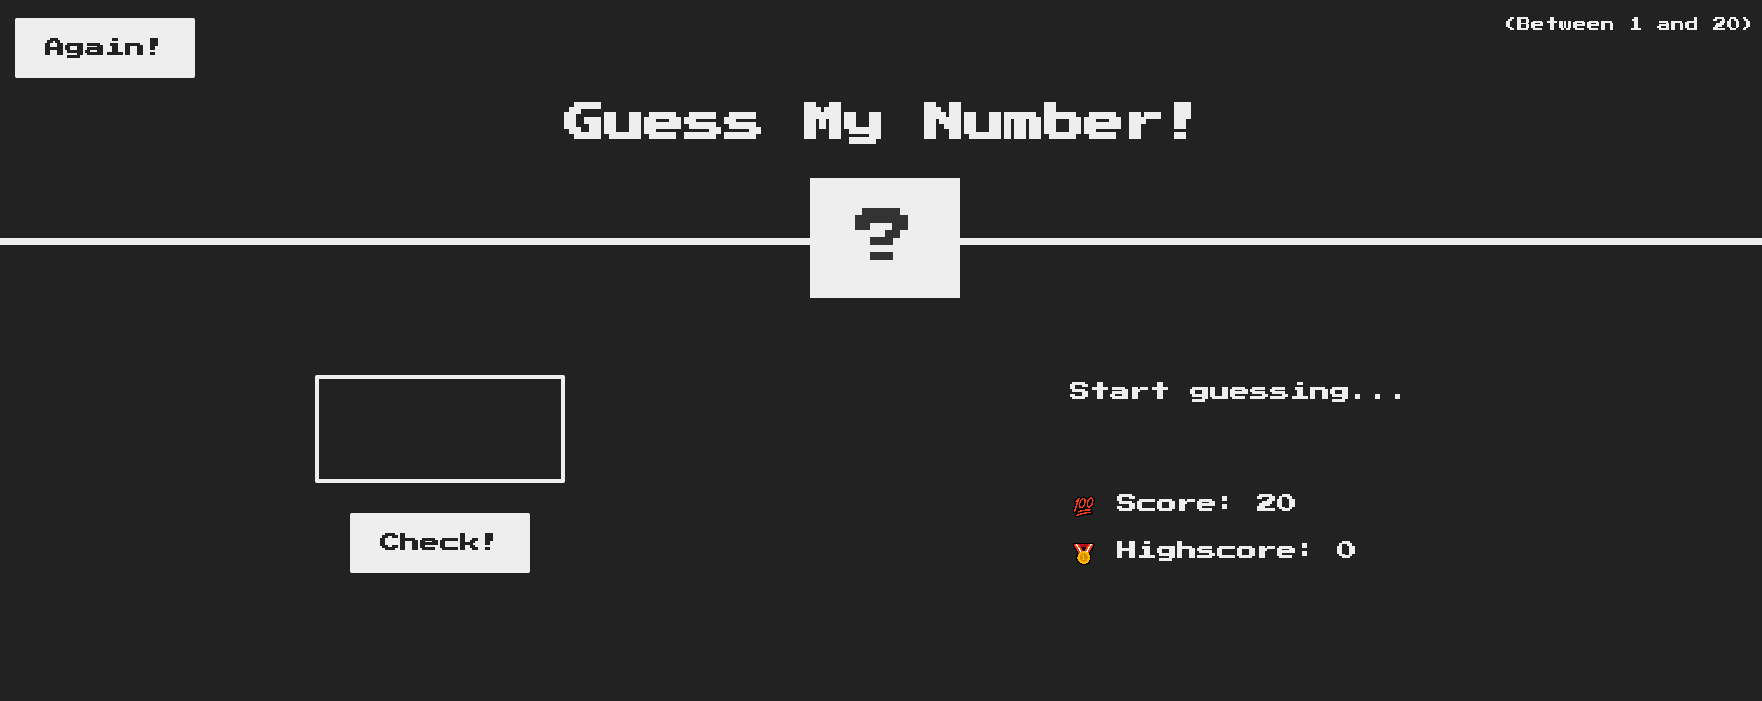 Again!
(Between 1 and 20)
Guess My Number!
?
Start guessing...
💯 Score: 20
🥇 Highscore: 0
Check!